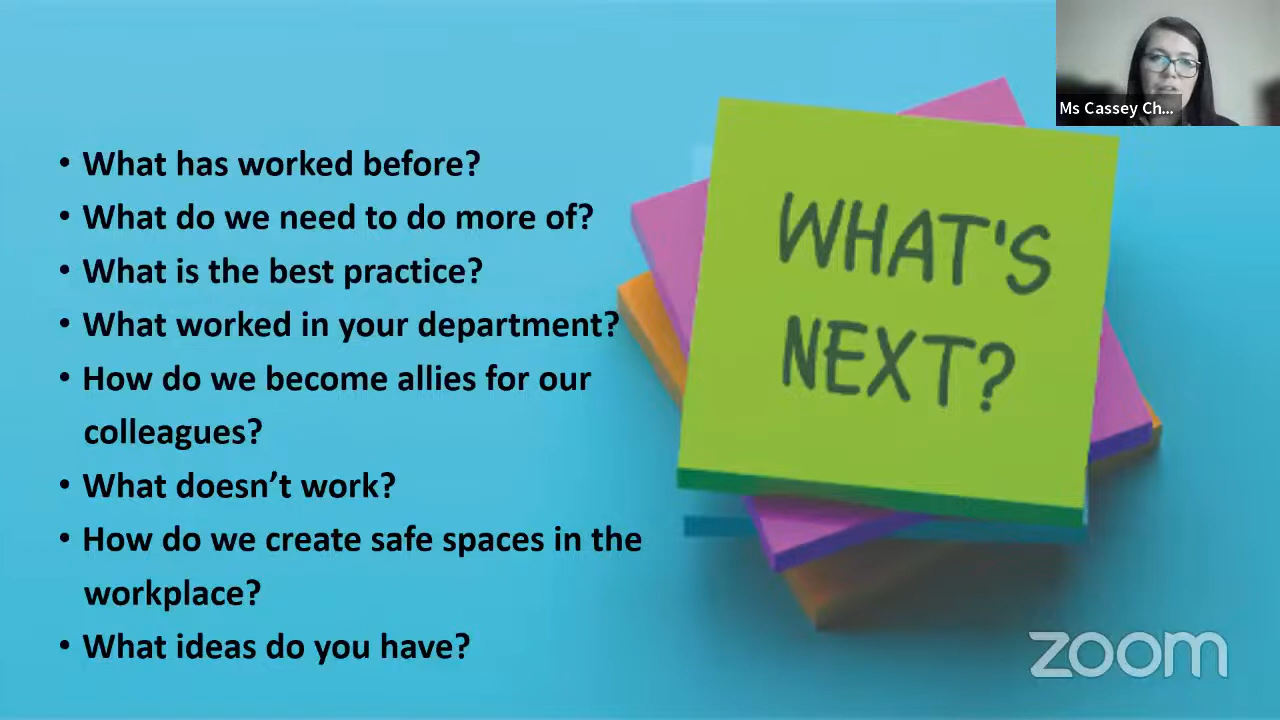 Ms Cassey Ch...
• What has worked before?
• What do we need to do more of?
• What is the best practice?
• What worked in your department?
• How do we become allies for our
colleagues?
• What doesn’t work?
• How do we create safe spaces in the
workplace?
• What ideas do you have?
WHAT'S
NEXT?
zoom